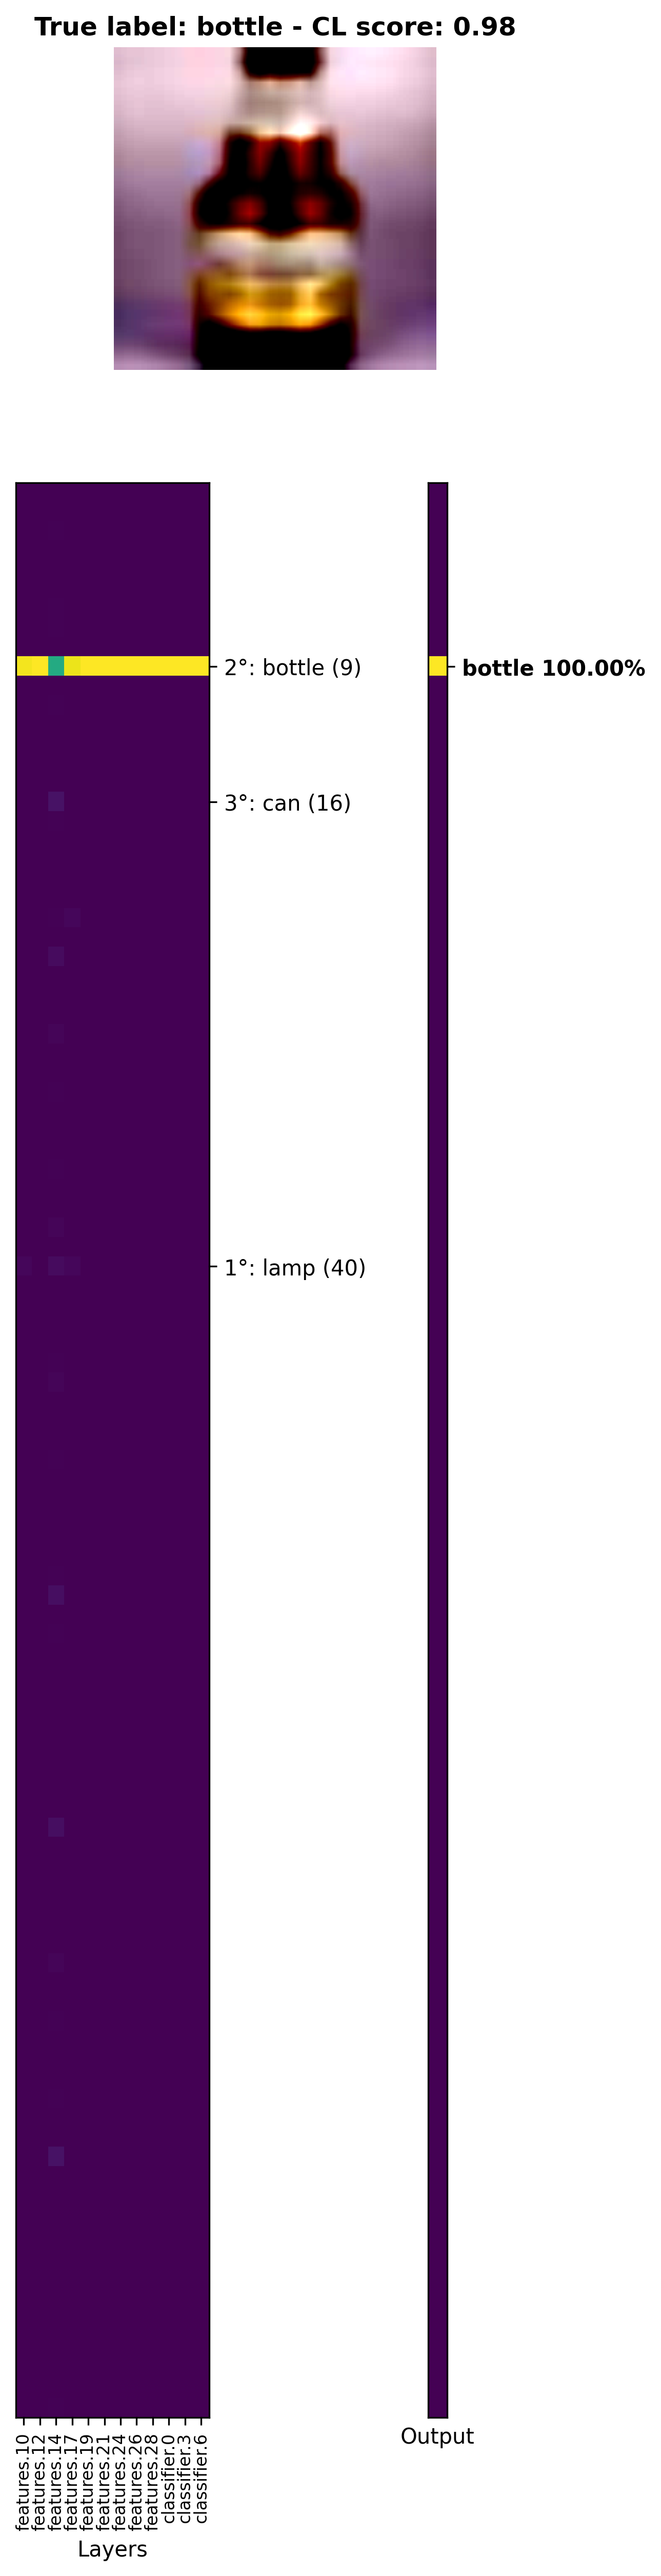 True label: bottle - CL score: 0.98
2°: bottle (9)
bottle 100.00%
3°: can (16)
1°: lamp (40)
features.10
features.12
features.14
features.17
features.19
features.21
features.24
features.26
features.28
classifier.0
classifier.3
classifier.6
Output
Layers